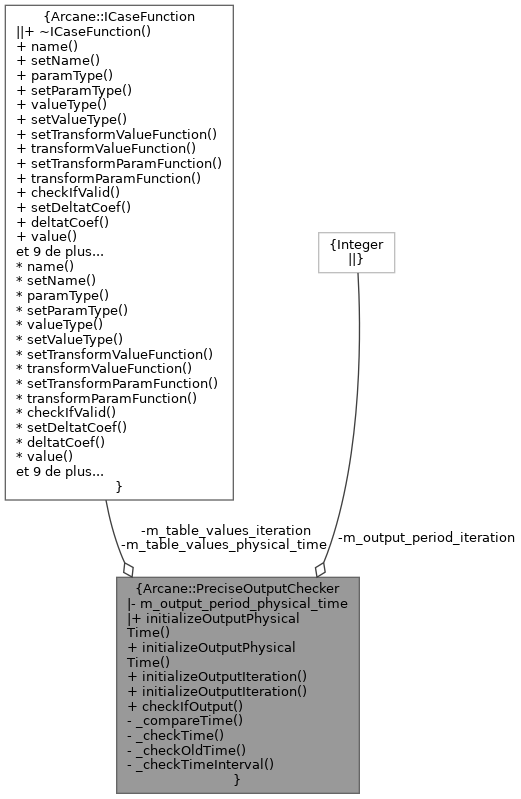 {Arcane::ICaseFunction
||+ ~ICaseFunction()
+ name()
+ setName()
+ paramType()
+ setParamType()
+ valueType()
+ setValueType()
+ setTransformValueFunction()
+ transformValueFunction()
+ setTransformParamFunction()
+ transformParamFunction()
+ checkIfValid()
+ setDeltatCoef()
+ deltatCoef()
+ value()
et 9 de plus...
* name()
* setName()
* paramType()
* setParamType()
* valueType()
* setValueType()
* setTransformValueFunction()
* transformValueFunction()
* setTransformParamFunction()
* transformParamFunction()
* checkIfValid()
* setDeltatCoef()
* deltatCoef()
* value()
et 9 de plus...
}
{Integer
||}
-m_table_values_iteration
-m_table_values_physical_time
-m_output_period_iteration
{Arcane::PreciseOutputChecker
|- m_output_period_physical_time
|+ initializeOutputPhysical
Time()
+ initializeOutputPhysical
Time()
+ initializeOutputIteration()
+ initializeOutputIteration()
+ checkIfOutput()
- _compareTime()
- _checkTime()
- _checkOldTime()
- _checkTimeInterval()
}